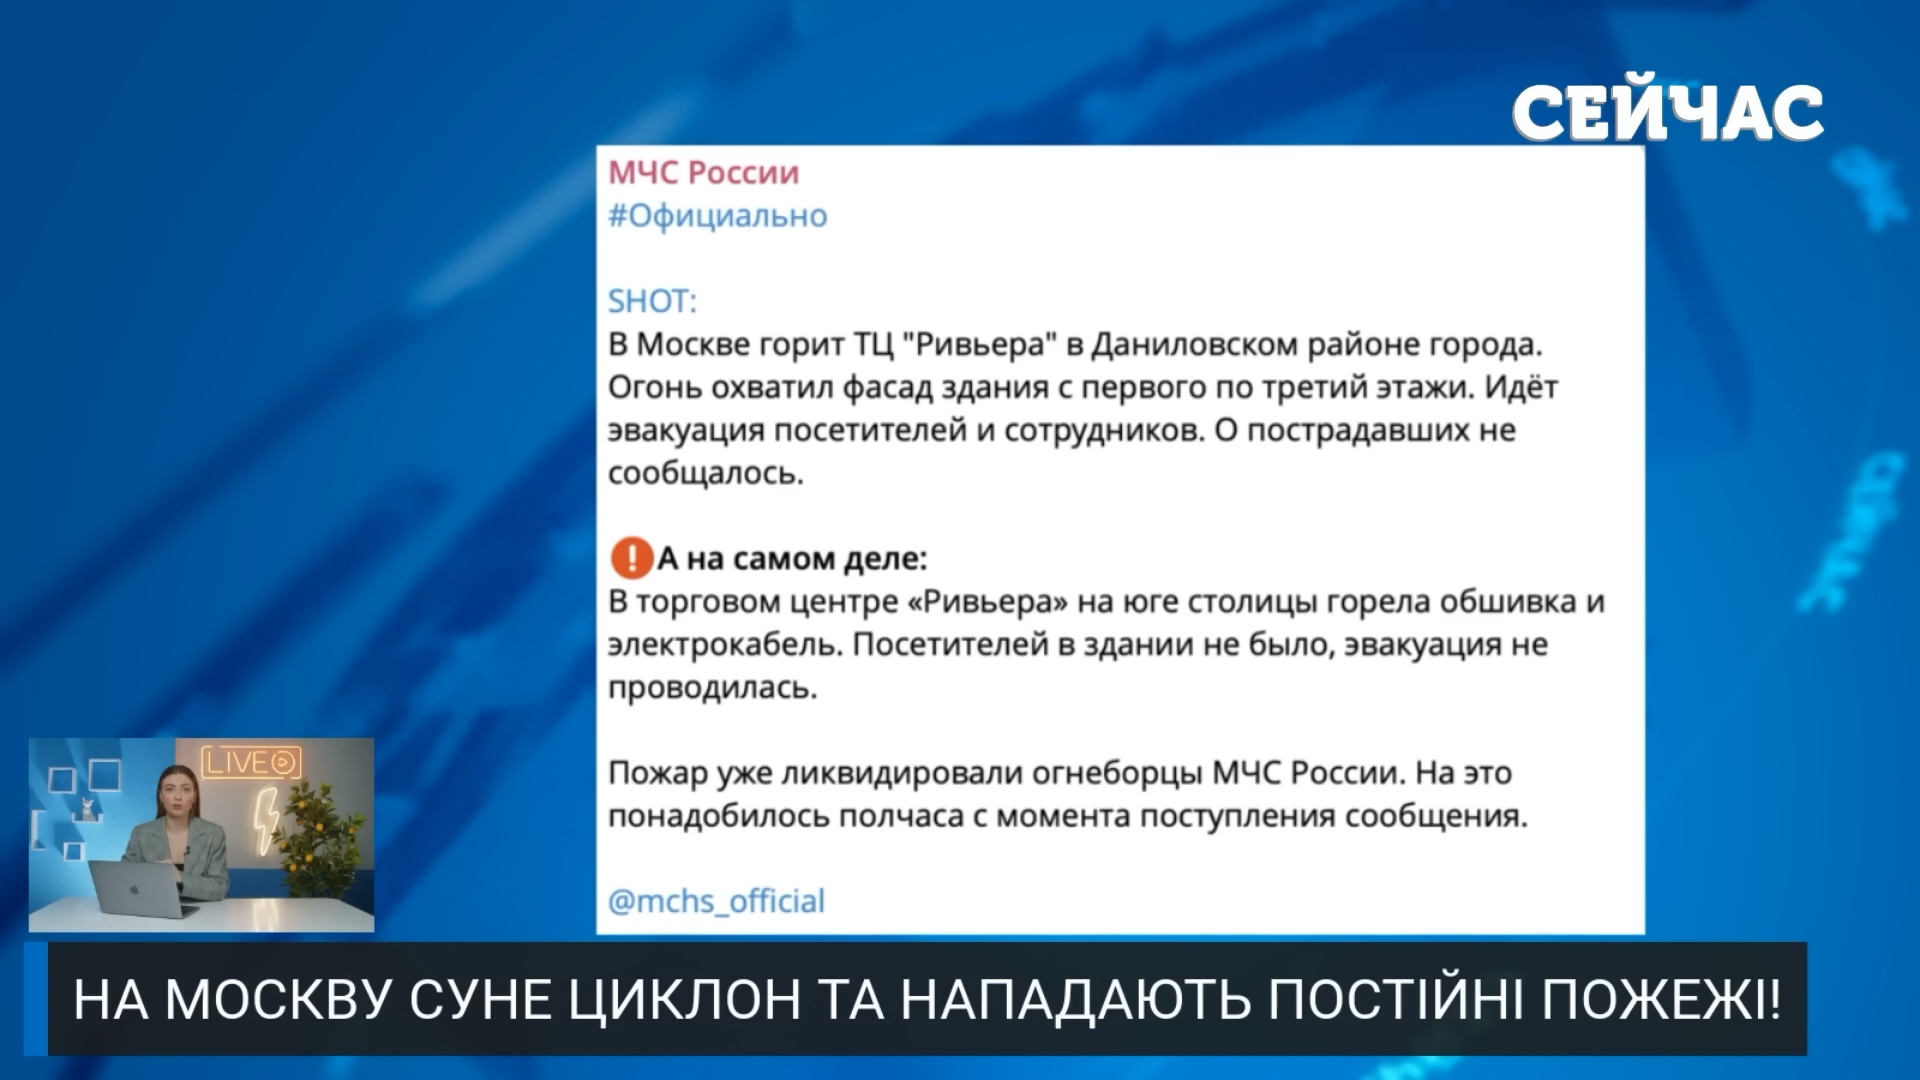 СЕЙЧАС
МЧС России
#Официально
SHOT:
В Москве горит ТЦ "Ривьера" в Даниловском районе города.
Огонь охватил фасад здания с первого по третий этажи. Идёт
эвакуация посетителей и сотрудников. О пострадавших не
сообщалось.
А на самом деле:
В торговом центре «Ривьера» на юге столицы горела обшивка и
электрокабель. Посетителей в здании не было, эвакуация не
проводилась.
Пожар уже ликвидировали огнеборцы МЧС России. На это
понадобилось полчаса с момента поступления сообщения.
@mchs_official
LIVE
НА МОСКВУ СУНЕ ЦИКЛОН ТА НАПАДАЮТЬ ПОСТІЙНІ ПОЖЕЖІ!